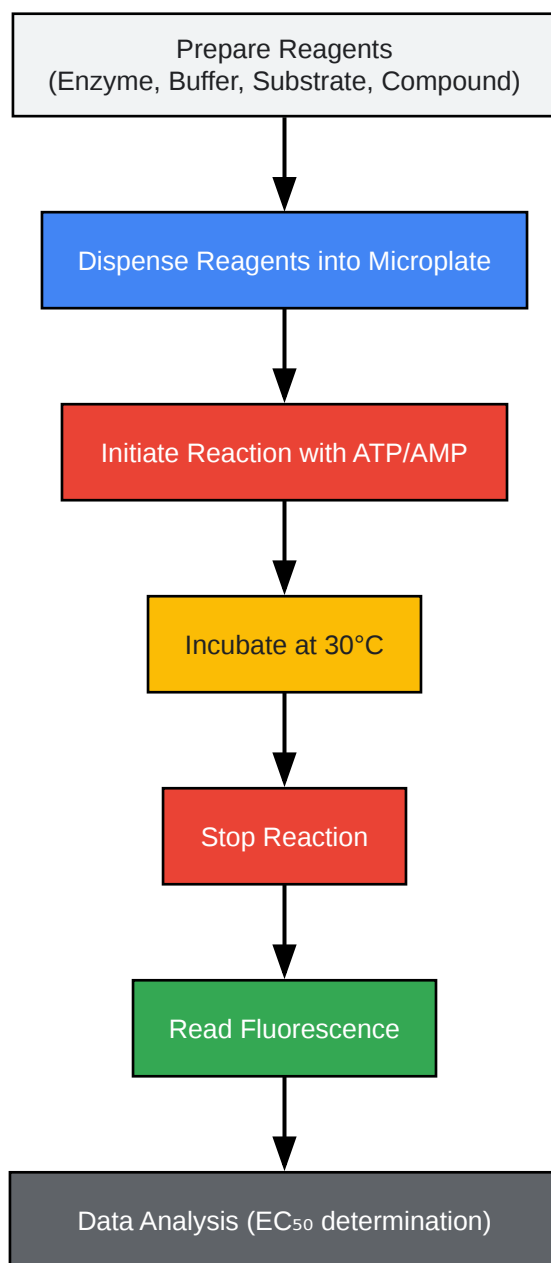 Prepare Reagents
(Enzyme, Buffer, Substrate, Compound)
Dispense Reagents into Microplate
Initiate Reaction with ATP/AMP
Incubate at 30°C
Stop Reaction
Read Fluorescence
Data Analysis (EC₅₀ determination)